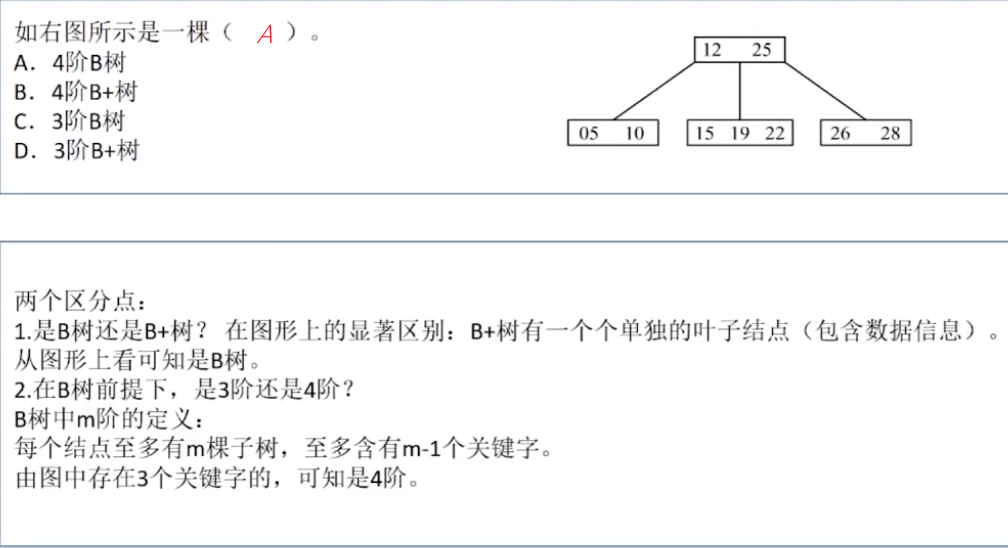 如右图所示是一棵（ A ）。
A．4阶B树
B．4阶B+树
C．3阶B树
D．3阶B+树
12 25
05 10 15 19 22 26 28
两个区分点：
1.是B树还是B+树？ 在图形上的显著区别：B+树有一个个单独的叶子结点（包含数据信息）。
从图形上看可知是B树。
2.在B树前提下，是3阶还是4阶？
B树中m阶的定义：
每个结点至多有m棵子树，至多含有m-1个关键字。
由图中存在3个关键字的，可知是4阶。